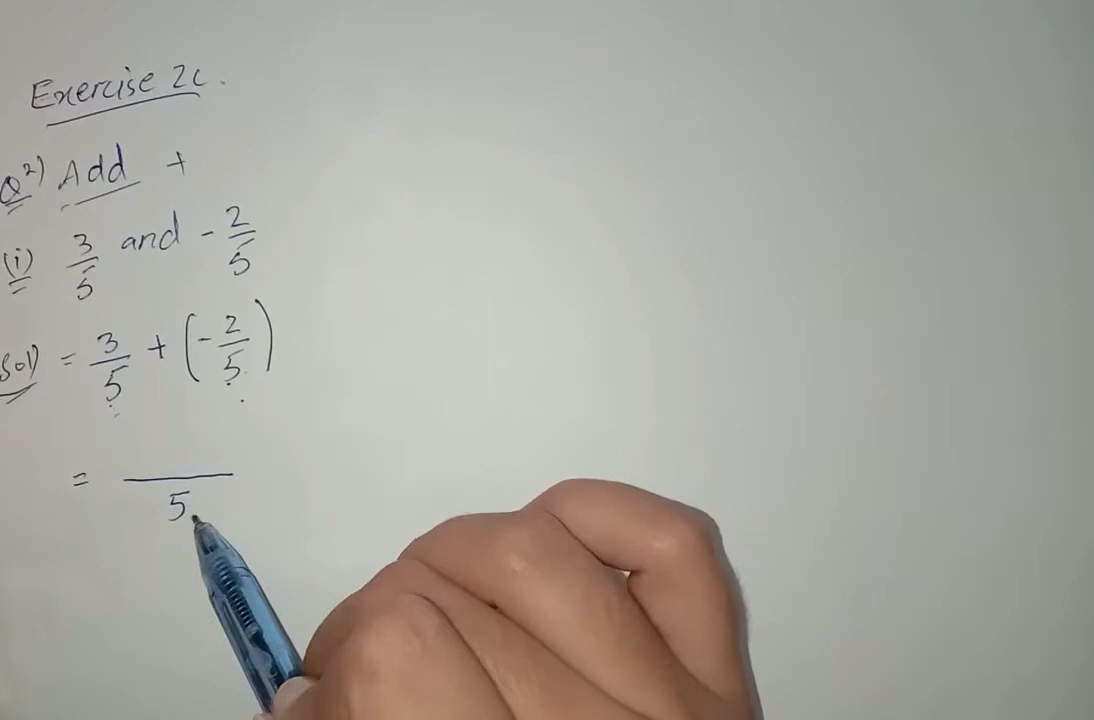 Exercise 2c.
Q2) Add +
(i) 3/5 and -2/5
Sol) = 3/5 + (-2/5)
= /5